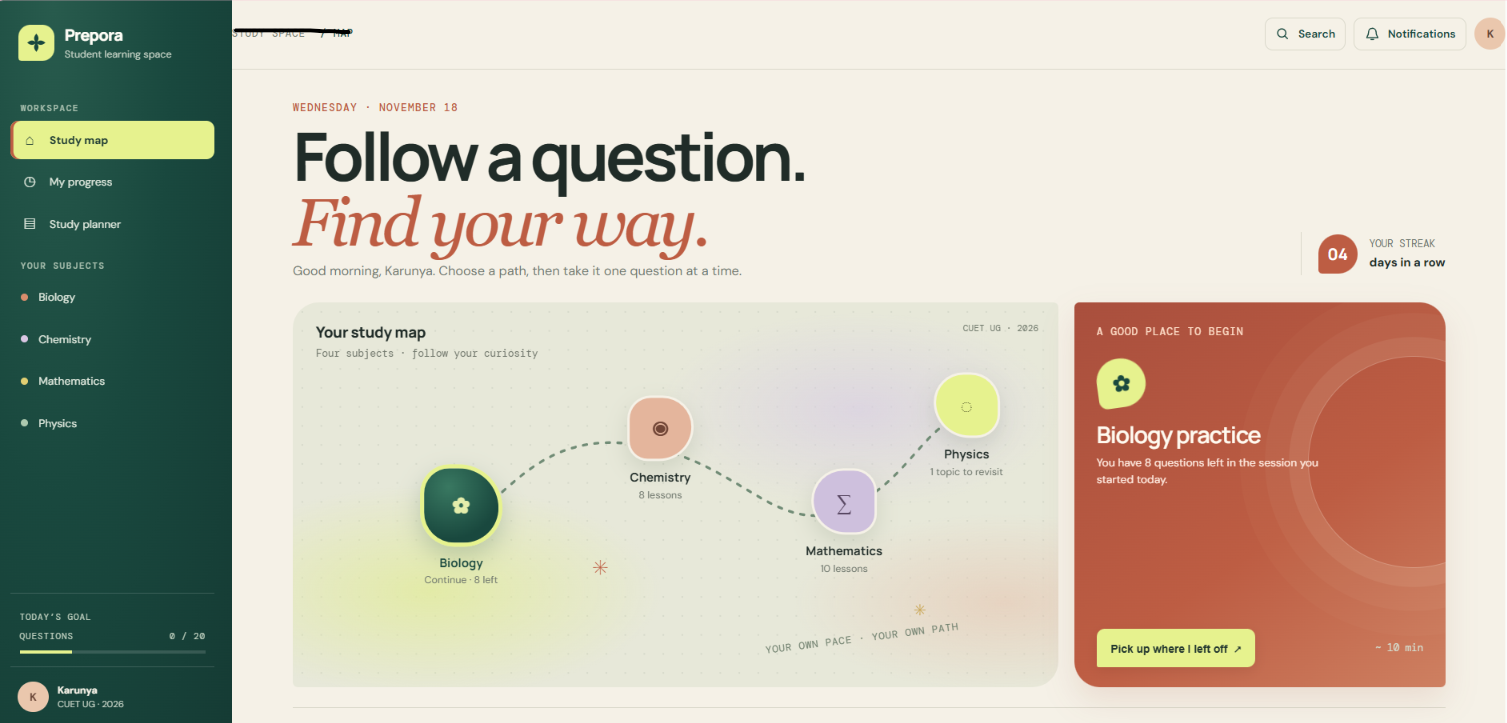 Prepora
Student learning space
WORKSPACE
Study map
My progress
Study planner
YOUR SUBJECTS
Biology
Chemistry
Mathematics
Physics
TODAY'S GOAL
QUESTIONS 0 / 20
K
Karunya
CUET UG · 2026
STUDY SPACE / MAP
Search
Notifications
K
WEDNESDAY · NOVEMBER 18
Follow a question.
Find your way.
Good morning, Karunya. Choose a path, then take it one question at a time.
04
YOUR STREAK
days in a row
Your study map
Four subjects · follow your curiosity
CUET UG · 2026
Biology
Continue · 8 left
Chemistry
8 lessons
∑
Mathematics
10 lessons
Physics
1 topic to revisit
YOUR OWN PACE · YOUR OWN PATH
A GOOD PLACE TO BEGIN
Biology practice
You have 8 questions left in the session you
started today.
Pick up where I left off ↗
~ 10 min